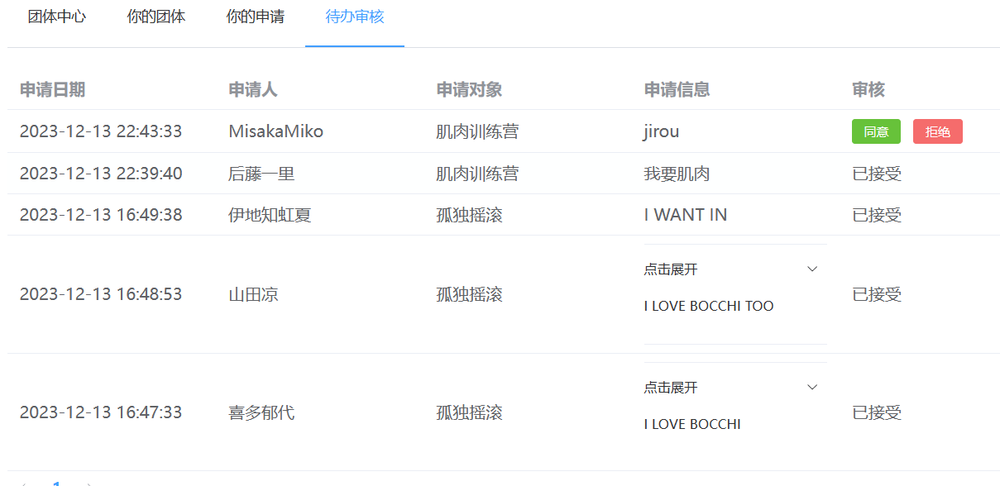 团体中心 你的团体 你的申请 待办审核
申请日期 申请人 申请对象 申请信息 审核
2023-12-13 22:43:33 MisakaMiko 肌肉训练营 jirou 同意 拒绝
2023-12-13 22:39:40 后藤一里 肌肉训练营 我要肌肉 已接受
2023-12-13 16:49:38 伊地知虹夏 孤独摇滚 I WANT IN 已接受
点击展开
2023-12-13 16:48:53 山田凉 孤独摇滚 已接受
I LOVE BOCCHI TOO
点击展开
2023-12-13 16:47:33 喜多郁代 孤独摇滚 已接受
I LOVE BOCCHI
1